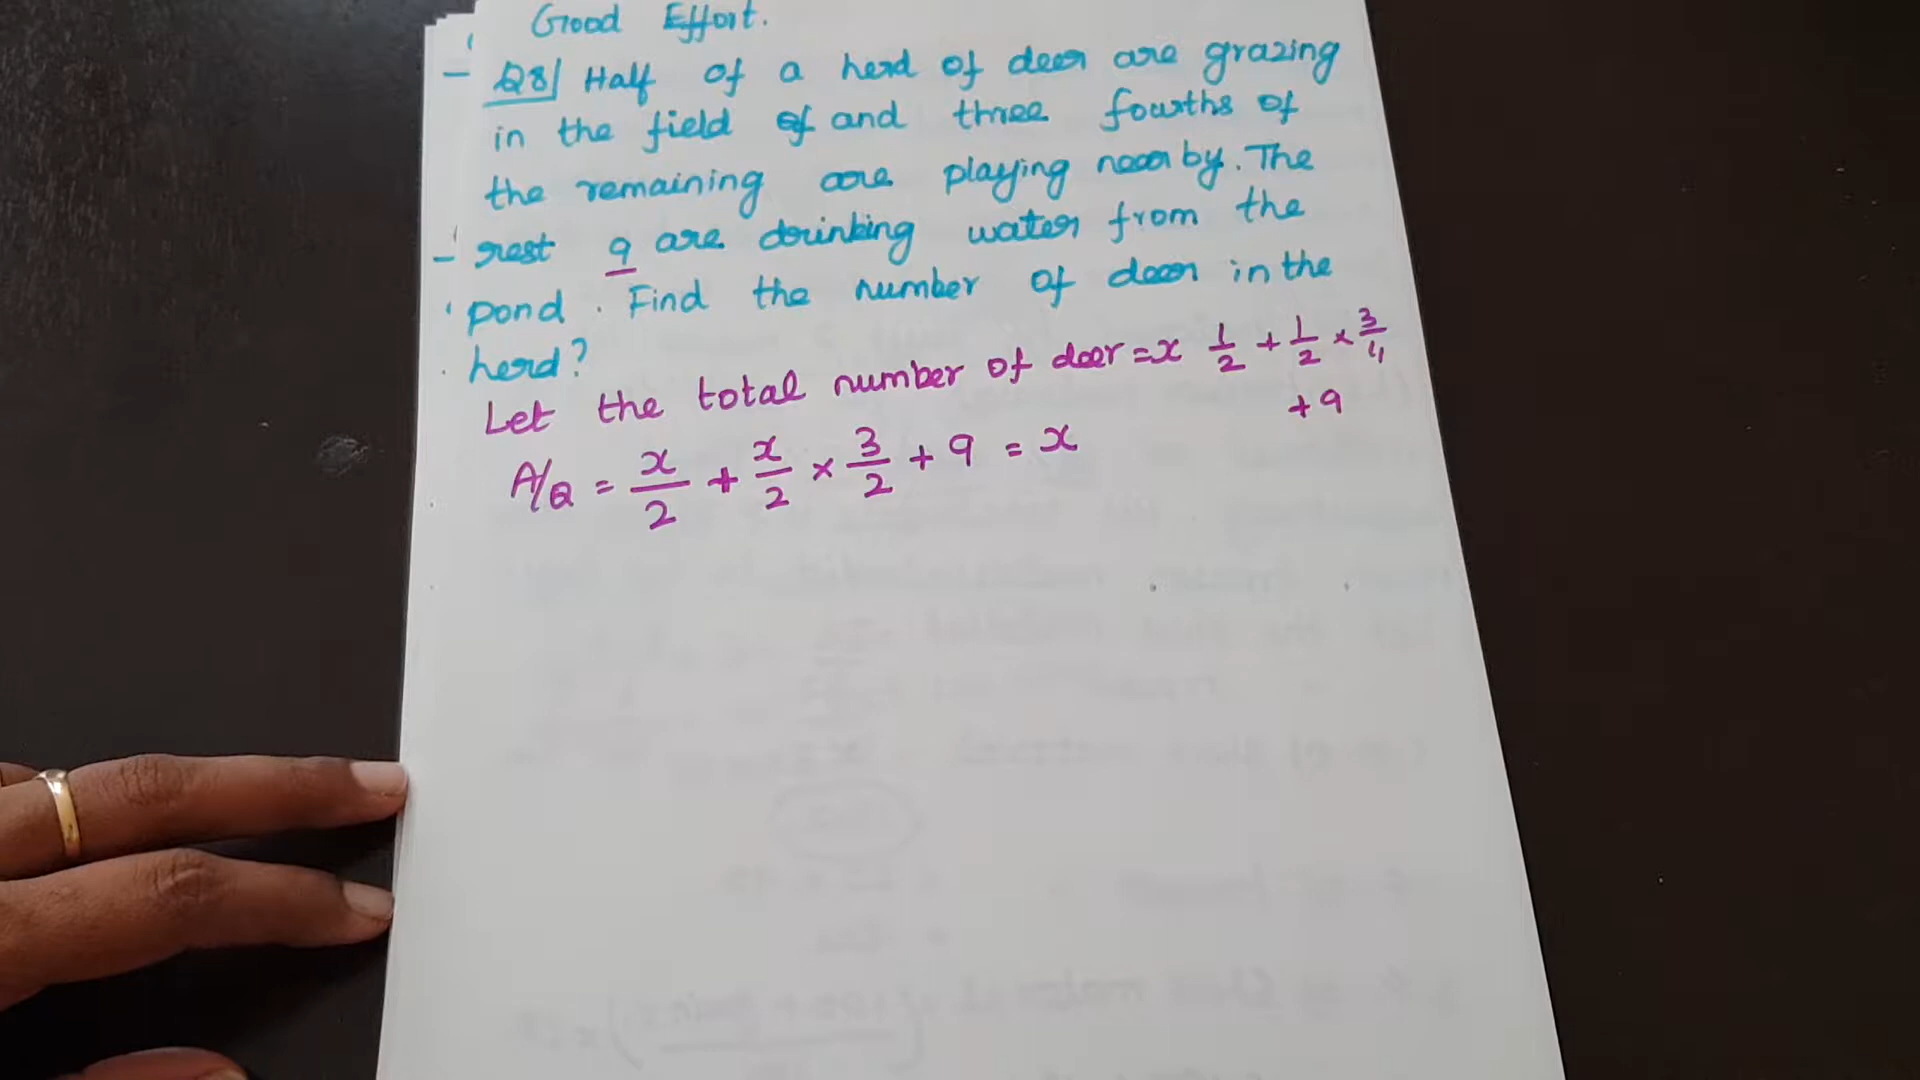 Good Effort.
Q8/ Half of a herd of deer are grazing
in the field of and three fourths of
the remaining are playing near by. The
rest 9 are drinking water from the
pond. Find the number of deer in the
herd?
Let the total number of deer = x 1/2 + 1/2 × 3/4
+ 9
A/Q = x/2 + x/2 × 3/2 + 9 = x